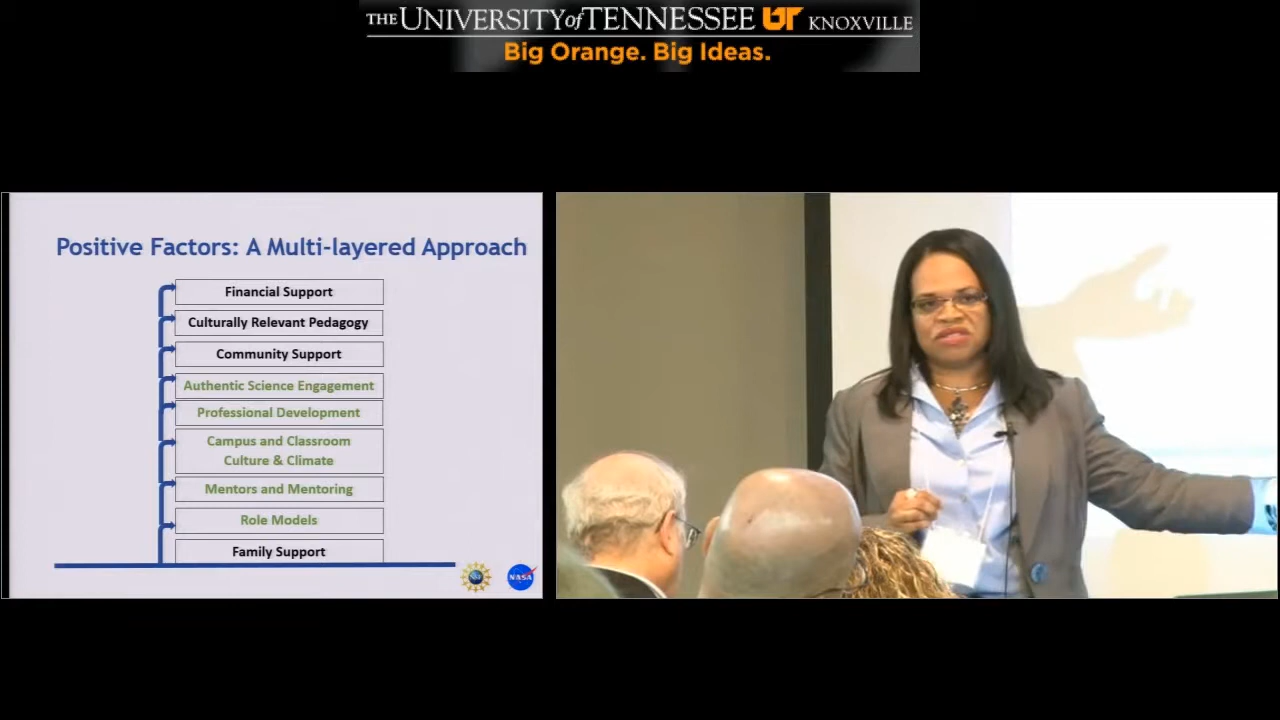 THE UNIVERSITY of TENNESSEE UT KNOXVILLE
Big Orange. Big Ideas.
Positive Factors: A Multi-layered Approach
Financial Support
Culturally Relevant Pedagogy
Community Support
Authentic Science Engagement
Professional Development
Campus and Classroom
Culture & Climate
Mentors and Mentoring
Role Models
Family Support
NSF
NASA